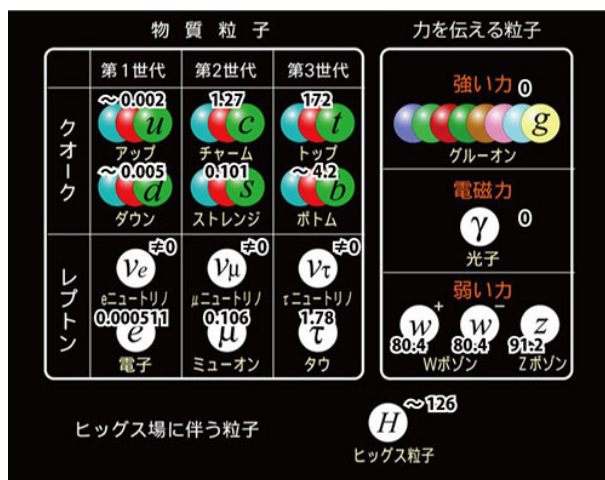 物質粒子
力を伝える粒子
第1世代 第2世代 第3世代
クォーク
~0.002 1.27 172
u c t
アップ チャーム トップ
~0.005 0.101 ~4.2
d s b
ダウン ストレンジ ボトム
レプトン
≠0 ≠0 ≠0
νe νμ ντ
eニュートリノ μニュートリノ τニュートリノ
0.000511 0.106 1.78
e μ τ
電子 ミューオン タウ
強い力 0
g
グルーオン
電磁力
γ 0
光子
弱い力
W+ W- Z
80.4 80.4 91.2
Wボゾン Zボゾン
ヒッグス場に伴う粒子
H ~126
ヒッグス粒子